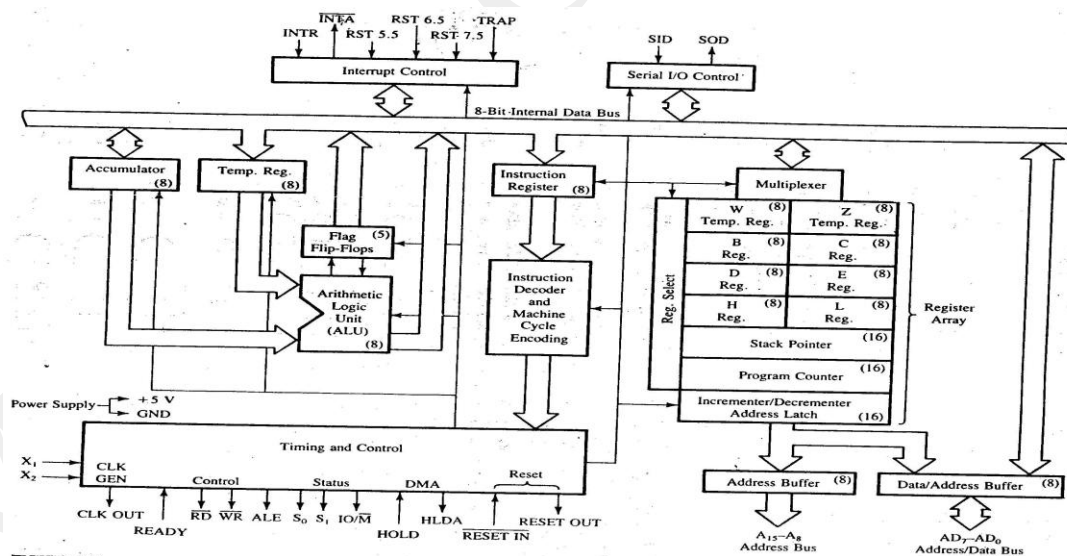 INTA RST 6.5 TRAP
INTR RST 5.5 RST 7.5
SID SOD
Interrupt Control
Serial I/O Control
8-Bit Internal Data Bus
Accumulator (8)
Temp. Reg. (8)
Instruction Register (8)
Multiplexer
Flag Flip-Flops (5)
Arithmetic Logic Unit (ALU) (8)
Instruction Decoder and Machine Cycle Encoding
Reg. Select
W Temp. Reg. (8)
Z Temp. Reg. (8)
B Reg. (8)
C Reg. (8)
D Reg. (8)
E Reg. (8)
H Reg. (8)
L Reg. (8)
Stack Pointer (16)
Program Counter (16)
Incrementer/Decrementer Address Latch (16)
Register Array
Power Supply +5 V
GND
Timing and Control
X1
X2
CLK GEN
Control
Status
DMA
Reset
CLK OUT
READY
RD WR ALE S0 S1 IO/M
HOLD
HLDA
RESET IN
RESET OUT
Address Buffer (8)
Data/Address Buffer (8)
A15–A8
Address Bus
AD7–AD0
Address/Data Bus